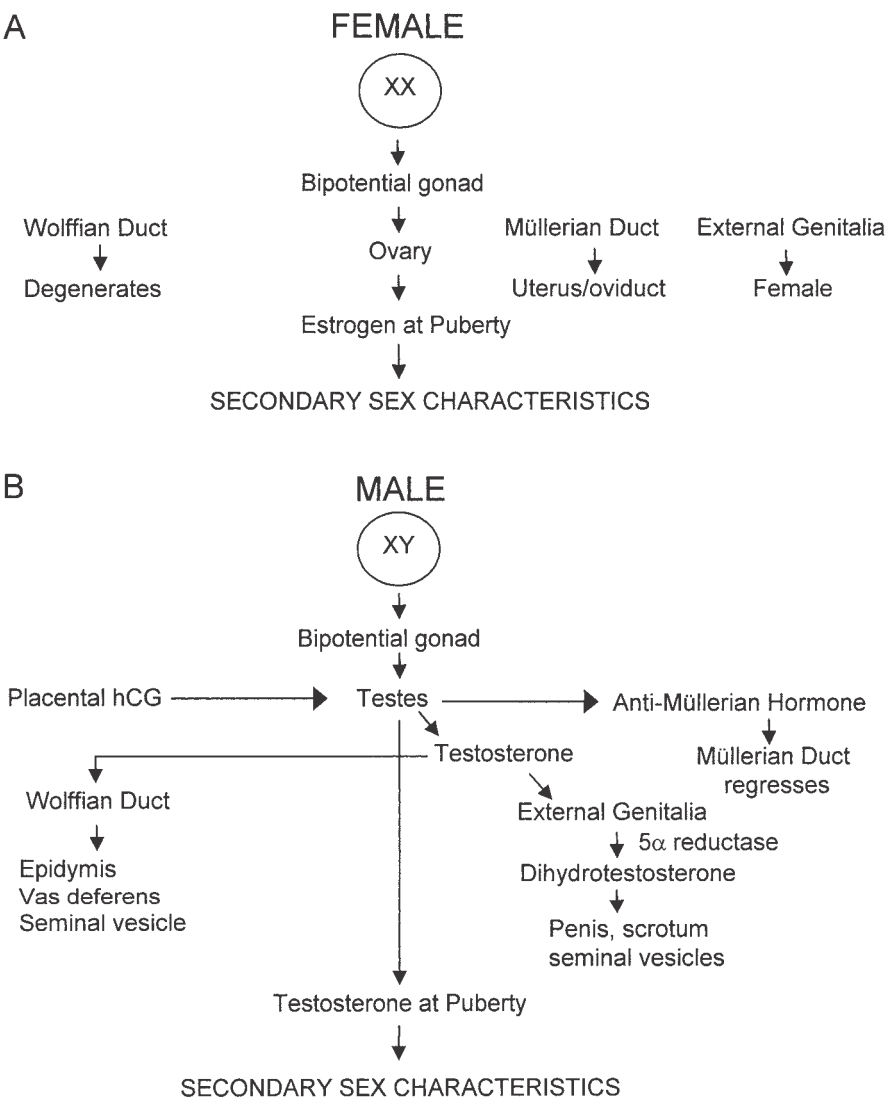 A
FEMALE
XX
Bipotential gonad
Wolffian Duct
Ovary
Müllerian Duct
External Genitalia
Degenerates
Uterus/oviduct
Female
Estrogen at Puberty
SECONDARY SEX CHARACTERISTICS
B
MALE
XY
Bipotential gonad
Placental hCG
Testes
Anti-Müllerian Hormone
Testosterone
Müllerian Duct
regresses
Wolffian Duct
External Genitalia
5α reductase
Epidymis
Vas deferens
Seminal vesicle
Dihydrotestosterone
Penis, scrotum
seminal vesicles
Testosterone at Puberty
SECONDARY SEX CHARACTERISTICS